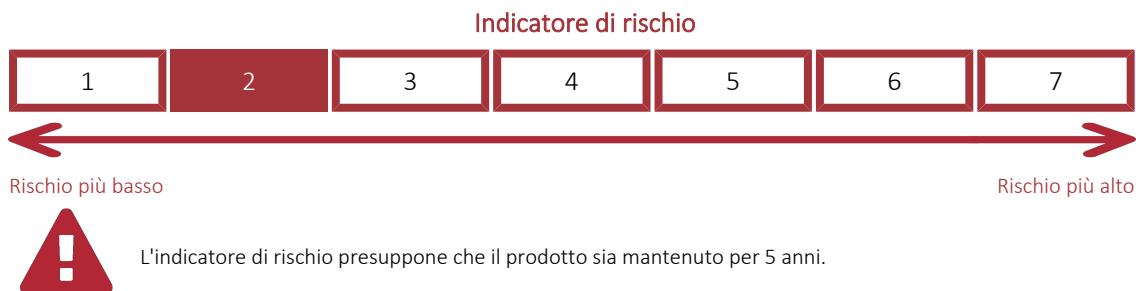 Indicatore di rischio
1 2 3 4 5 6 7
Rischio più basso Rischio più alto
!
L'indicatore di rischio presuppone che il prodotto sia mantenuto per 5 anni.